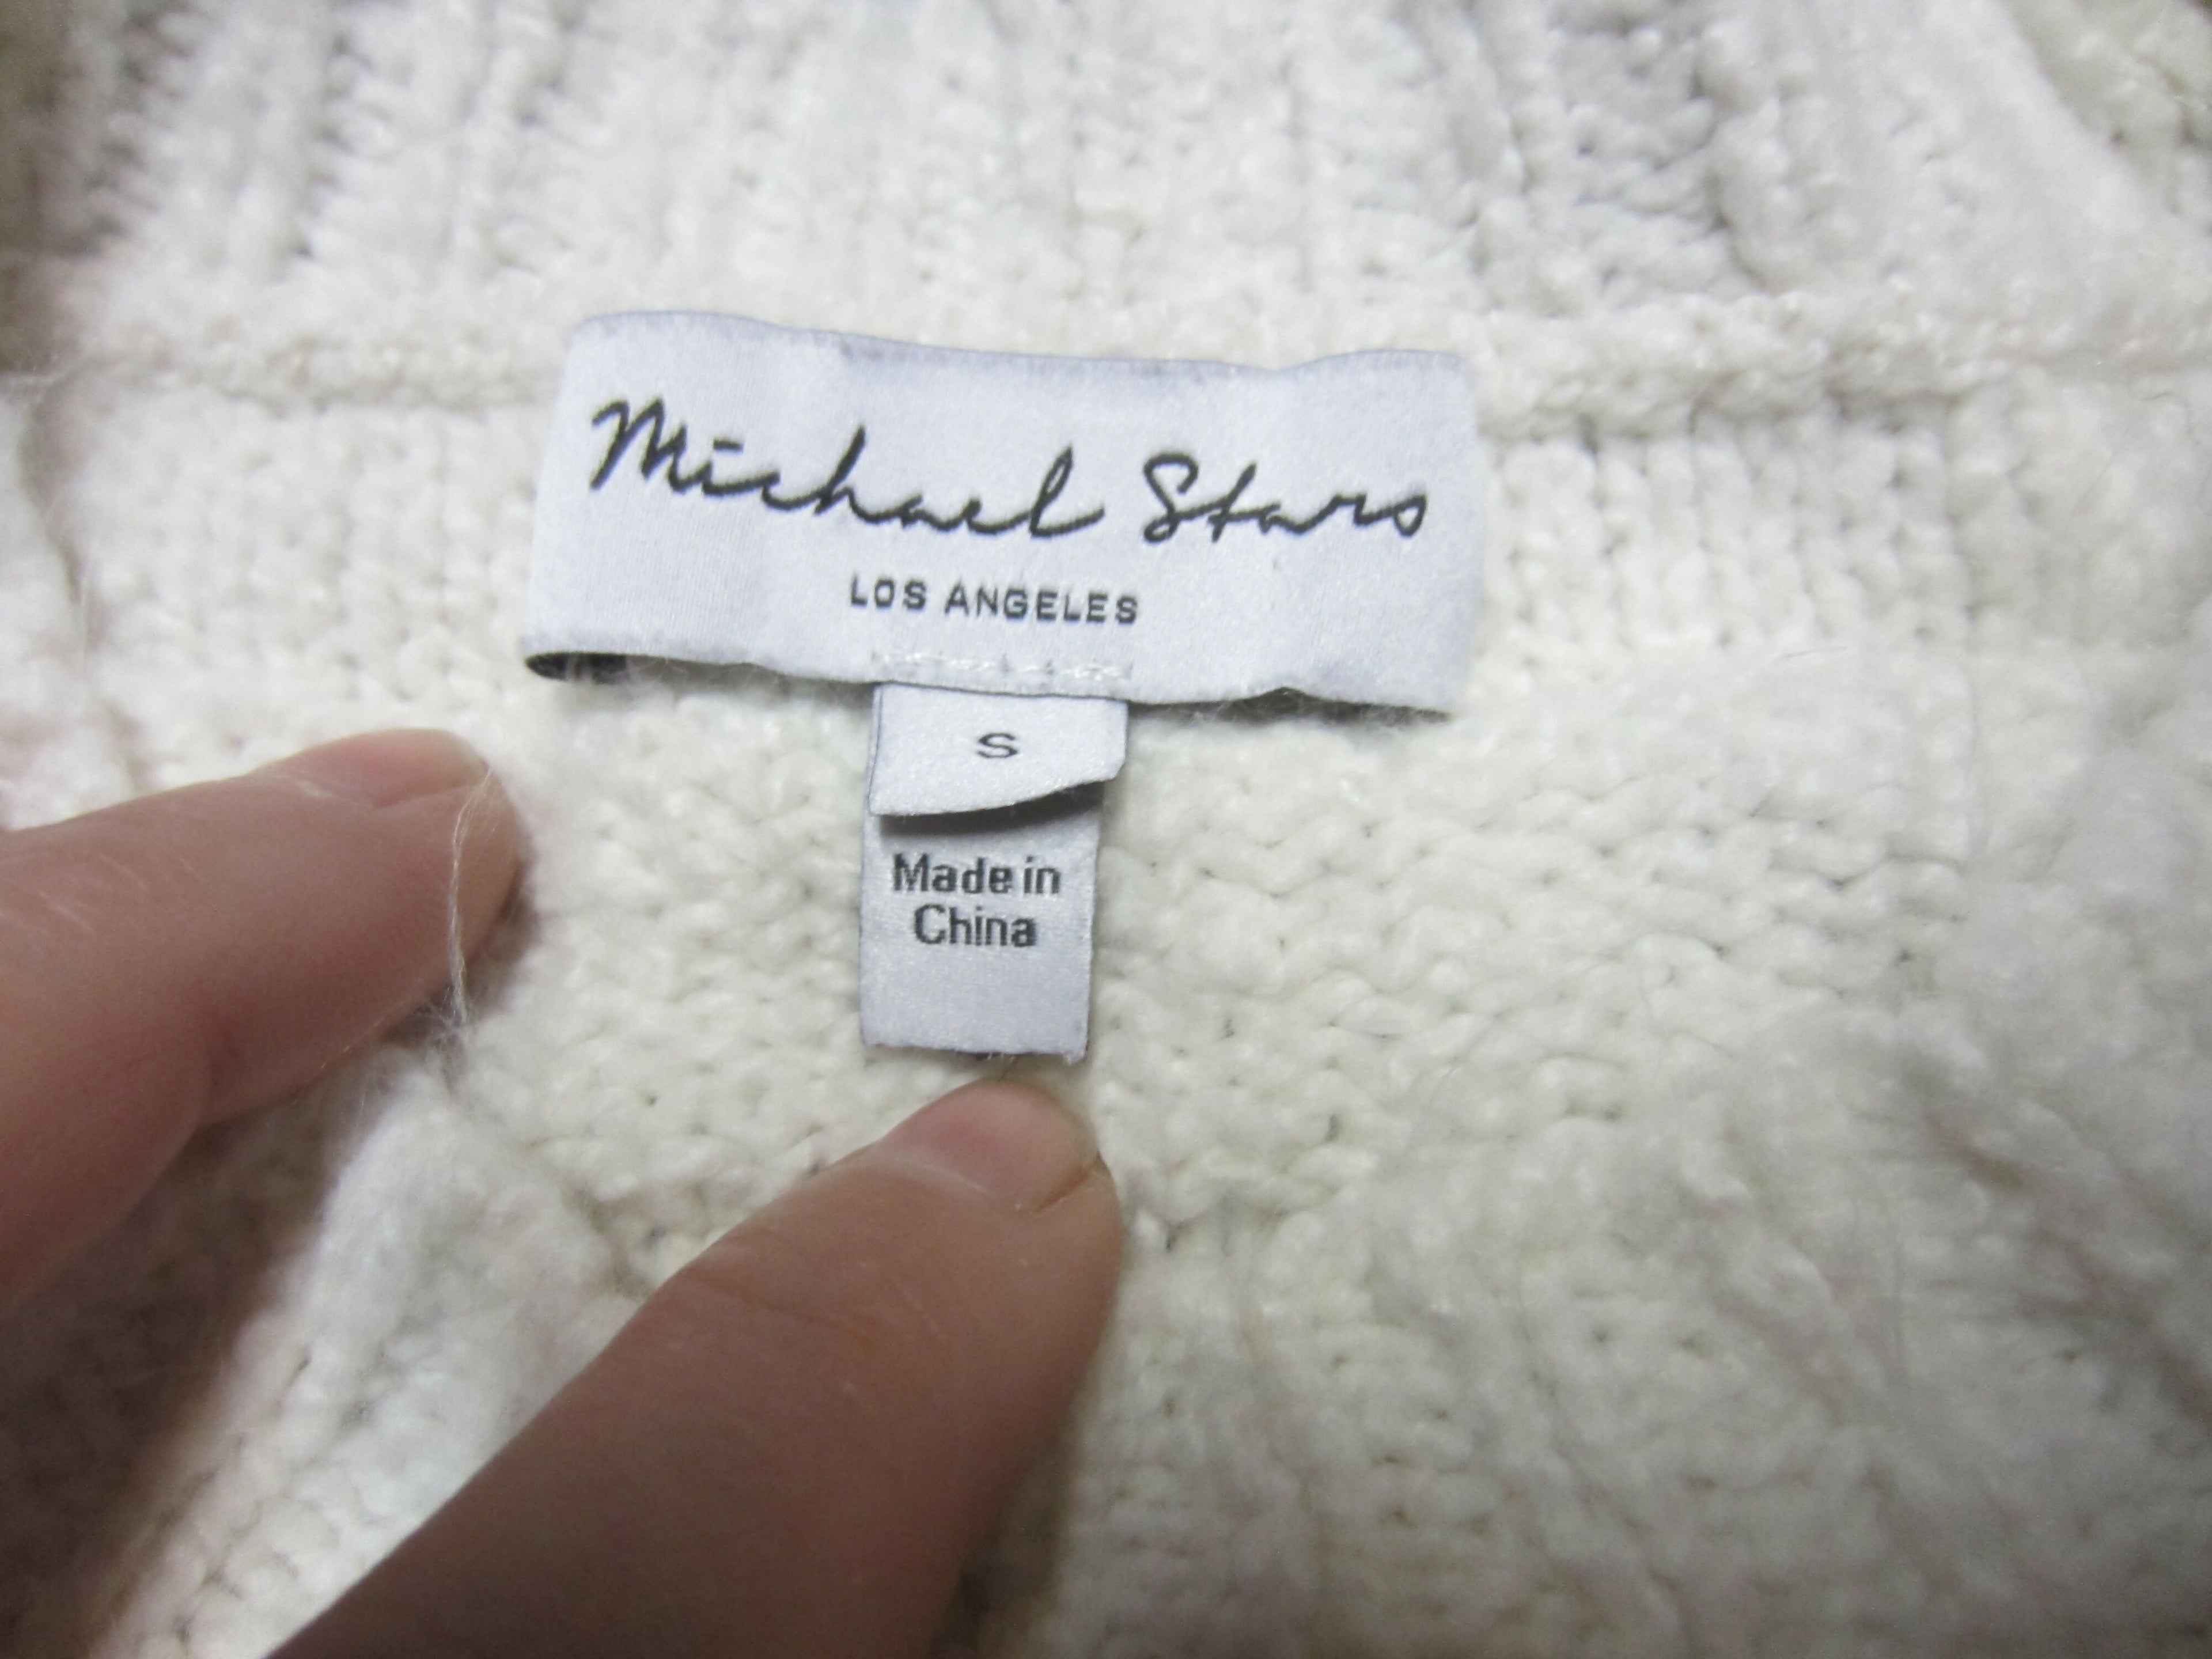 Michael Stars
LOS ANGELES
S
Made in
China